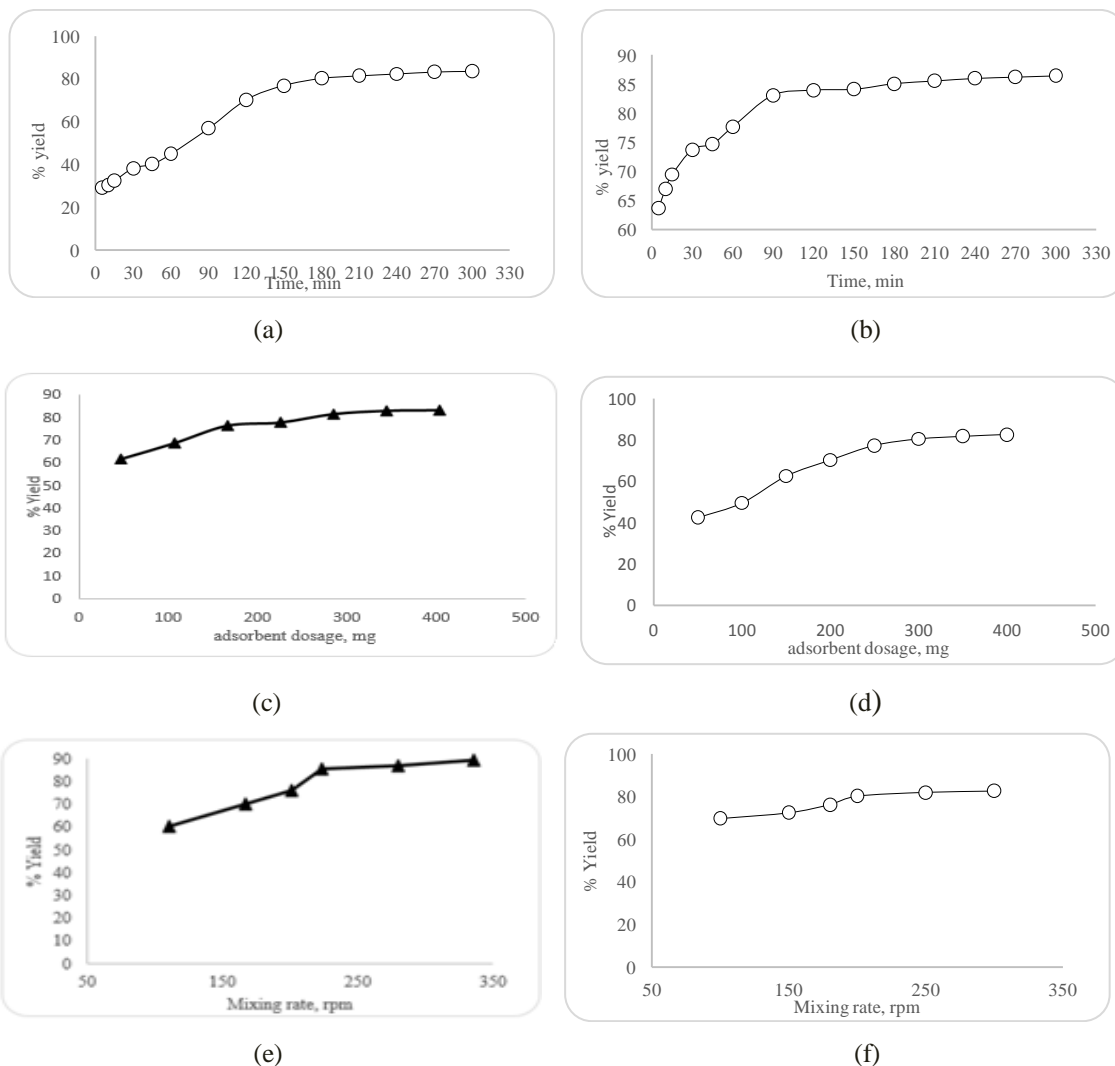 100
80
60
40
20
0
% yield
0 30 60 90 120 150 180 210 240 270 300 330
Time, min
(a)
90
85
80
75
70
65
60
% yield
0 30 60 90 120 150 180 210 240 270 300 330
Time, min
(b)
90
80
70
60
50
40
30
20
10
0
% Yield
0 100 200 300 400 500
adsorbent dosage, mg
(c)
100
80
60
40
20
0
% Yield
0 100 200 300 400 500
adsorbent dosage, mg
(d)
90
80
70
60
50
40
30
20
10
0
% Yield
50 150 250 350
Mixing rate, rpm
(e)
100
80
60
40
20
0
% Yield
50 150 250 350
Mixing rate, rpm
(f)